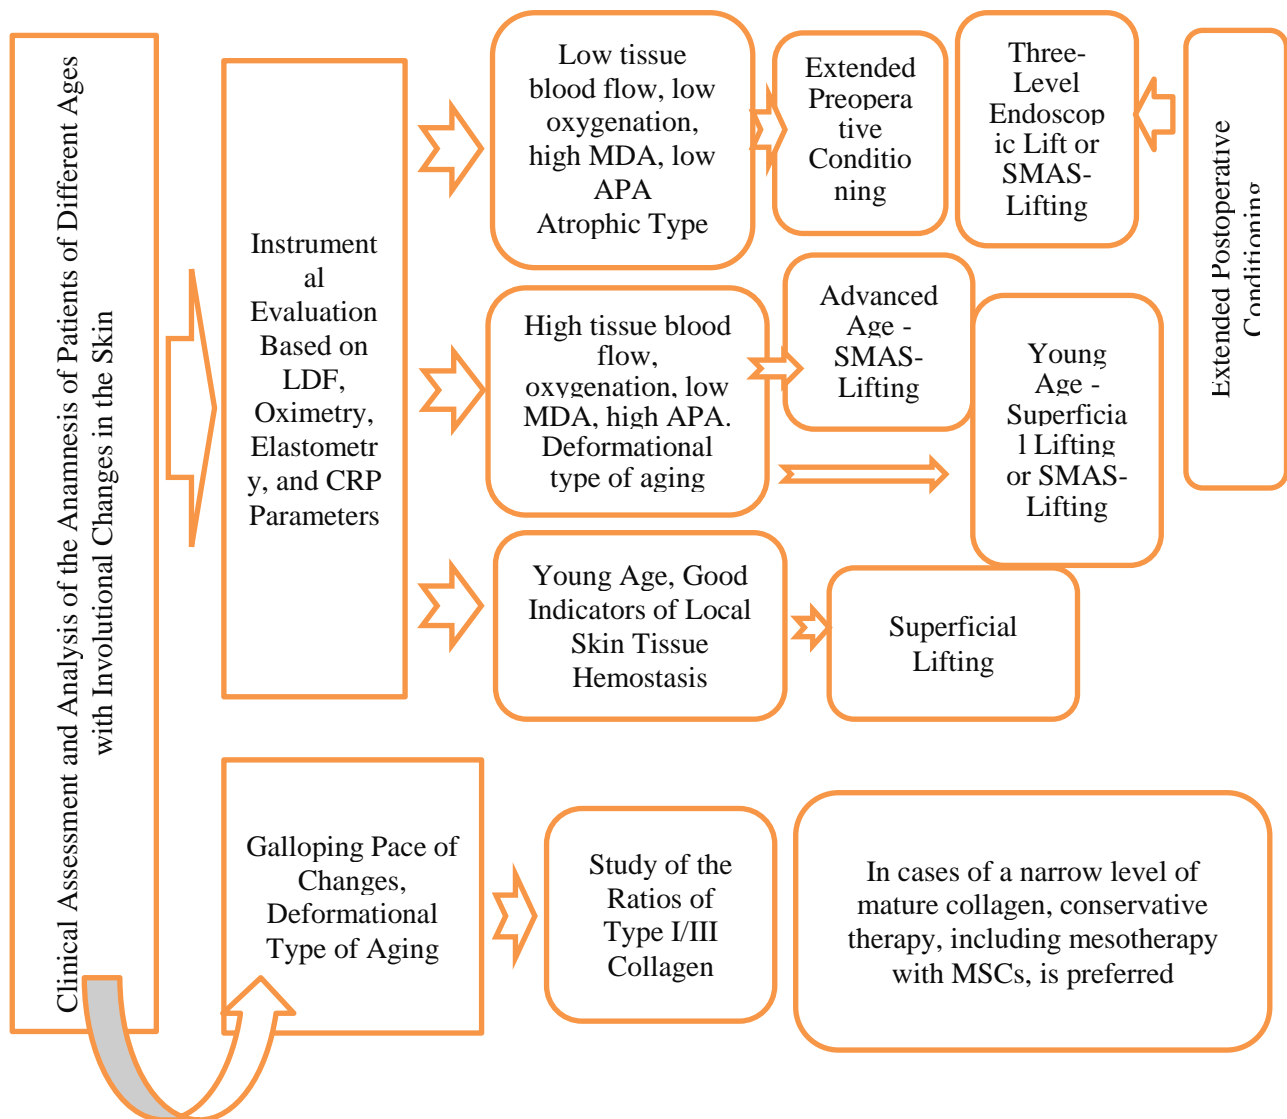 Clinical Assessment and Analysis of the Anamnesis of Patients of Different Ages
with Involutional Changes in the Skin
Instrument
al
Evaluation
Based on
LDF,
Oximetry,
Elastometr
y, and CRP
Parameters
Low tissue
blood flow, low
oxygenation,
high MDA, low
APA
Atrophic Type
Extended
Preopera
tive
Conditio
ning
Three-
Level
Endoscop
ic Lift or
SMAS-
Lifting
Extended Postoperative
Conditioning
High tissue blood
flow,
oxygenation, low
MDA, high APA.
Deformational
type of aging
Advanced
Age -
SMAS-
Lifting
Young
Age -
Superficia
l Lifting
or SMAS-
Lifting
Young Age, Good
Indicators of Local
Skin Tissue
Hemostasis
Superficial
Lifting
Galloping Pace of
Changes,
Deformational
Type of Aging
Study of the
Ratios of
Type I/III
Collagen
In cases of a narrow level of
mature collagen, conservative
therapy, including mesotherapy
with MSCs, is preferred